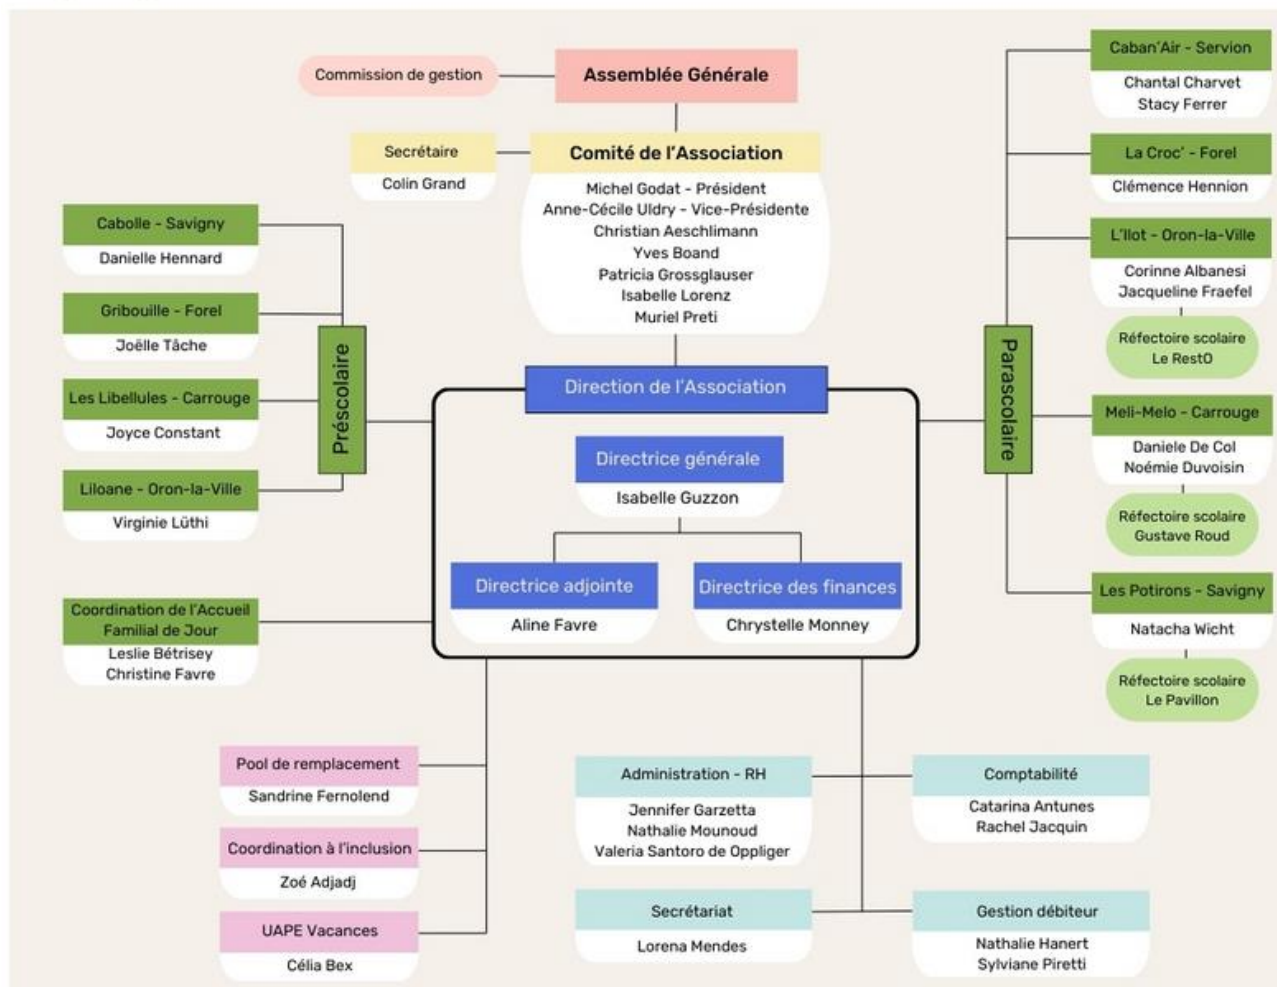 Commission de gestion
Assemblée Générale
Secrétaire
Colin Grand
Comité de l'Association
Michel Godat - Président
Anne-Cécile Uldry - Vice-Présidente
Christian Aeschlimann
Yves Boand
Patricia Grossglauser
Isabelle Lorenz
Muriel Preti
Cabolle - Savigny
Danielle Hennard
Gribouille - Forel
Joëlle Tâche
Les Libellules - Carrouge
Joyce Constant
Liloane - Oron-la-Ville
Virginie Lüthi
Préscolaire
Coordination de l'Accueil
Familial de Jour
Leslie Bétrisey
Christine Favre
Direction de l'Association
Directrice générale
Isabelle Guzzon
Directrice adjointe
Aline Favre
Directrice des finances
Chrystelle Monney
Parascolaire
Caban'Air - Servion
Chantal Charvet
Stacy Ferrer
La Croc' - Forel
Clémence Hennion
L'Ilot - Oron-la-Ville
Corinne Albanesi
Jacqueline Fraefel
Réfectoire scolaire
Le RestO
Meli-Melo - Carrouge
Daniele De Col
Noémie Duvoisin
Réfectoire scolaire
Gustave Roud
Les Potirons - Savigny
Natacha Wicht
Réfectoire scolaire
Le Pavillon
Pool de remplacement
Sandrine Fernolend
Coordination à l'inclusion
Zoé Adjadj
UAPE Vacances
Célia Bex
Administration - RH
Jennifer Garzetta
Nathalie Mounoud
Valeria Santoro de Oppliger
Comptabilité
Catarina Antunes
Rachel Jacquin
Secrétariat
Lorena Mendes
Gestion débiteur
Nathalie Hanert
Sylviane Piretti